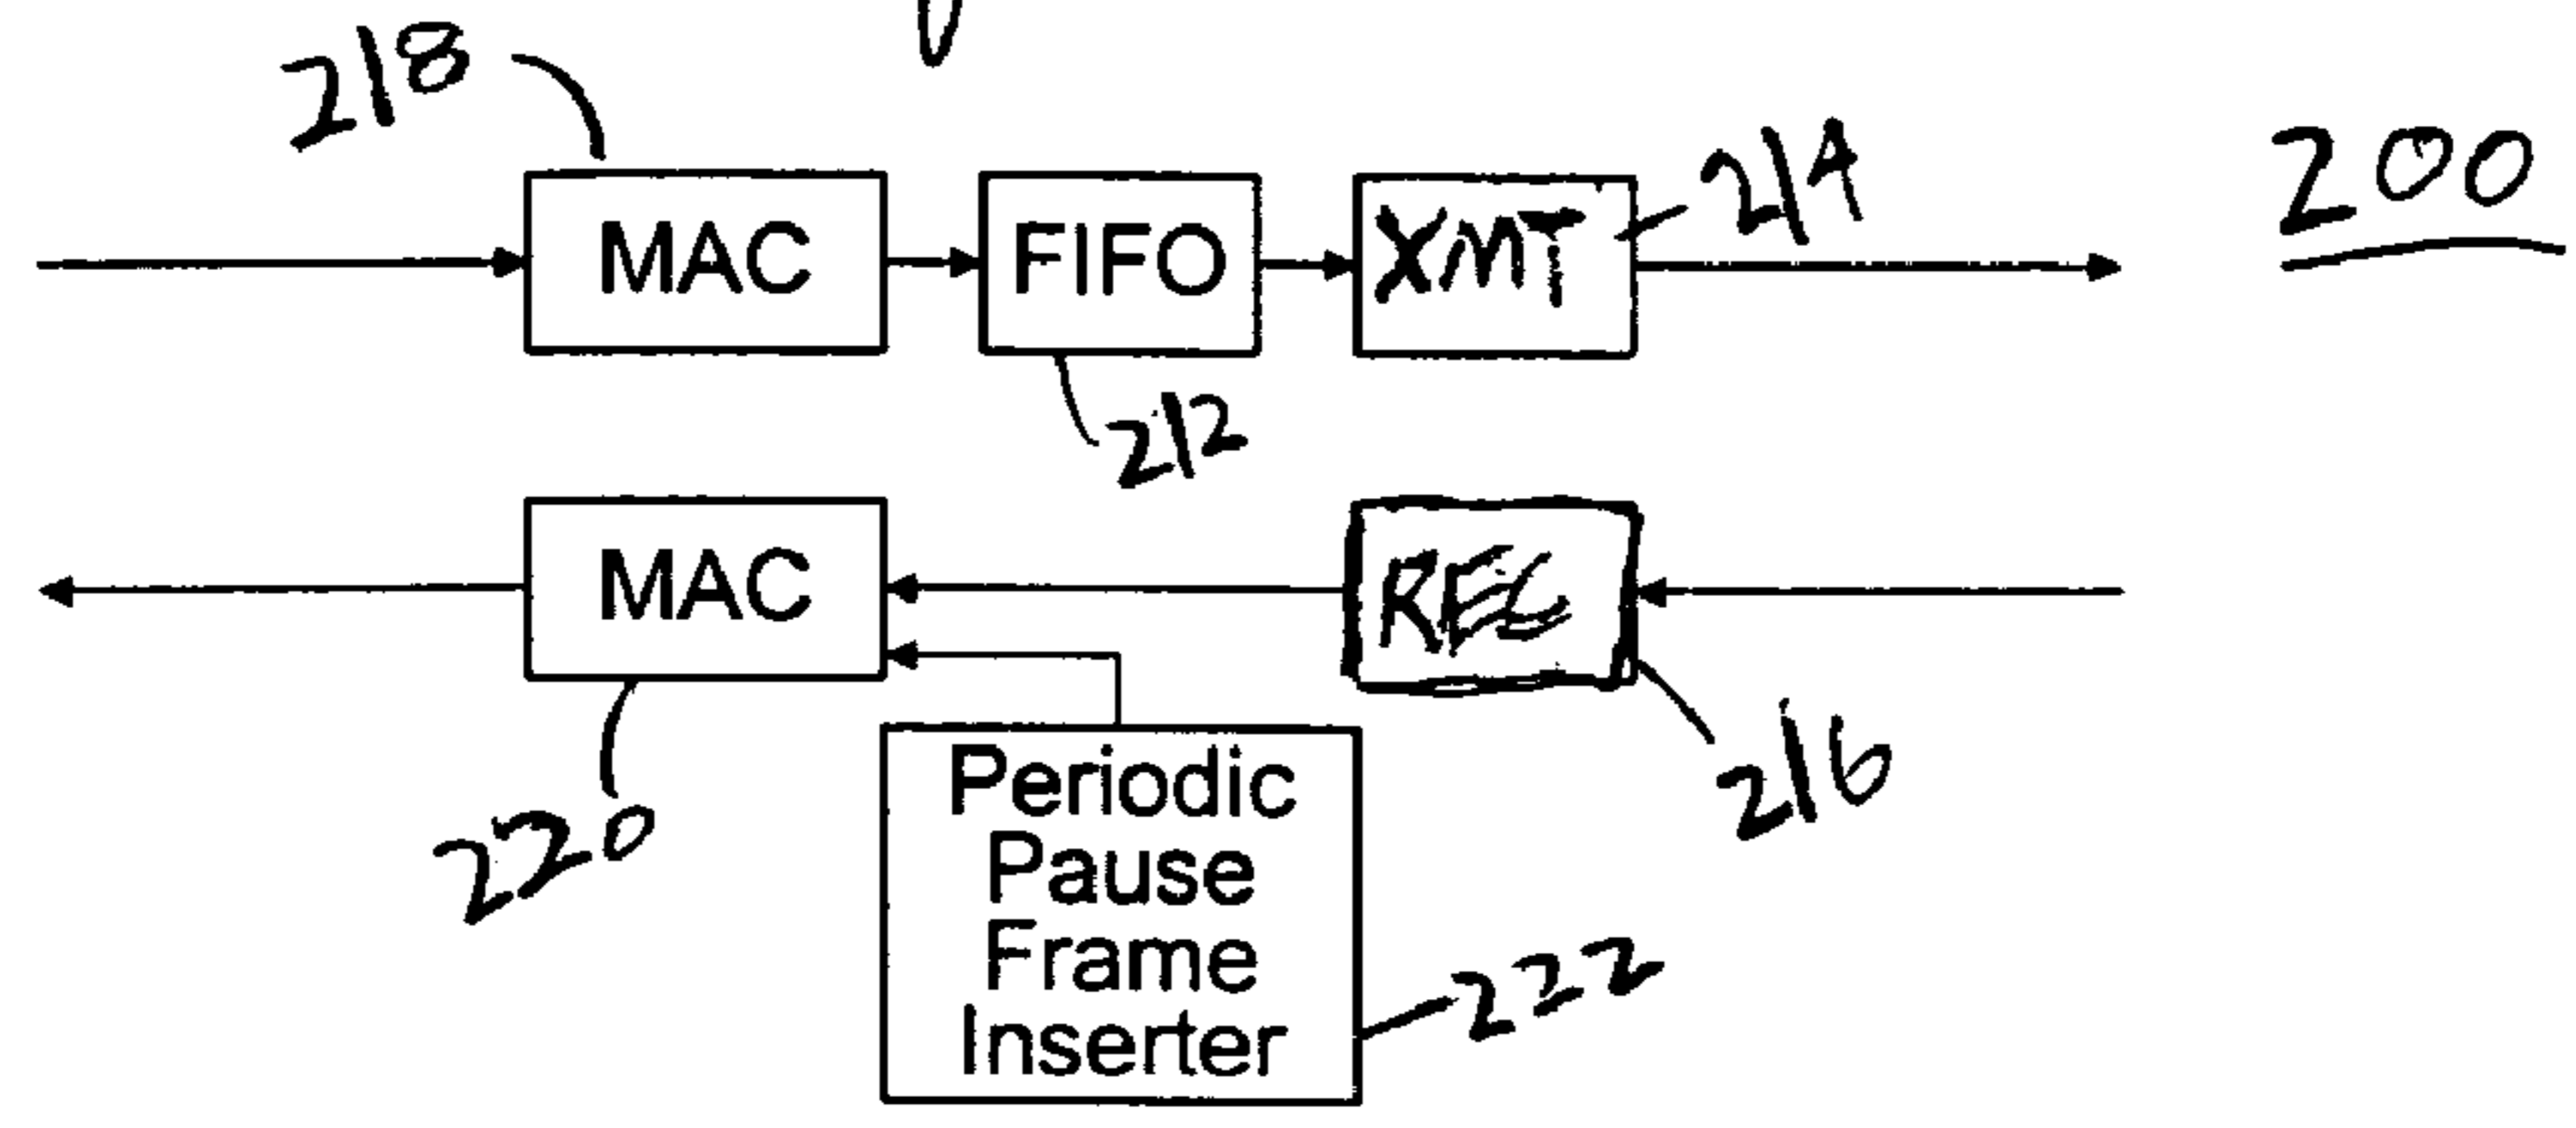 218
MAC
FIFO
XMT
214
200
212
MAC
REC
216
220
Periodic
Pause
Frame
Inserter
222